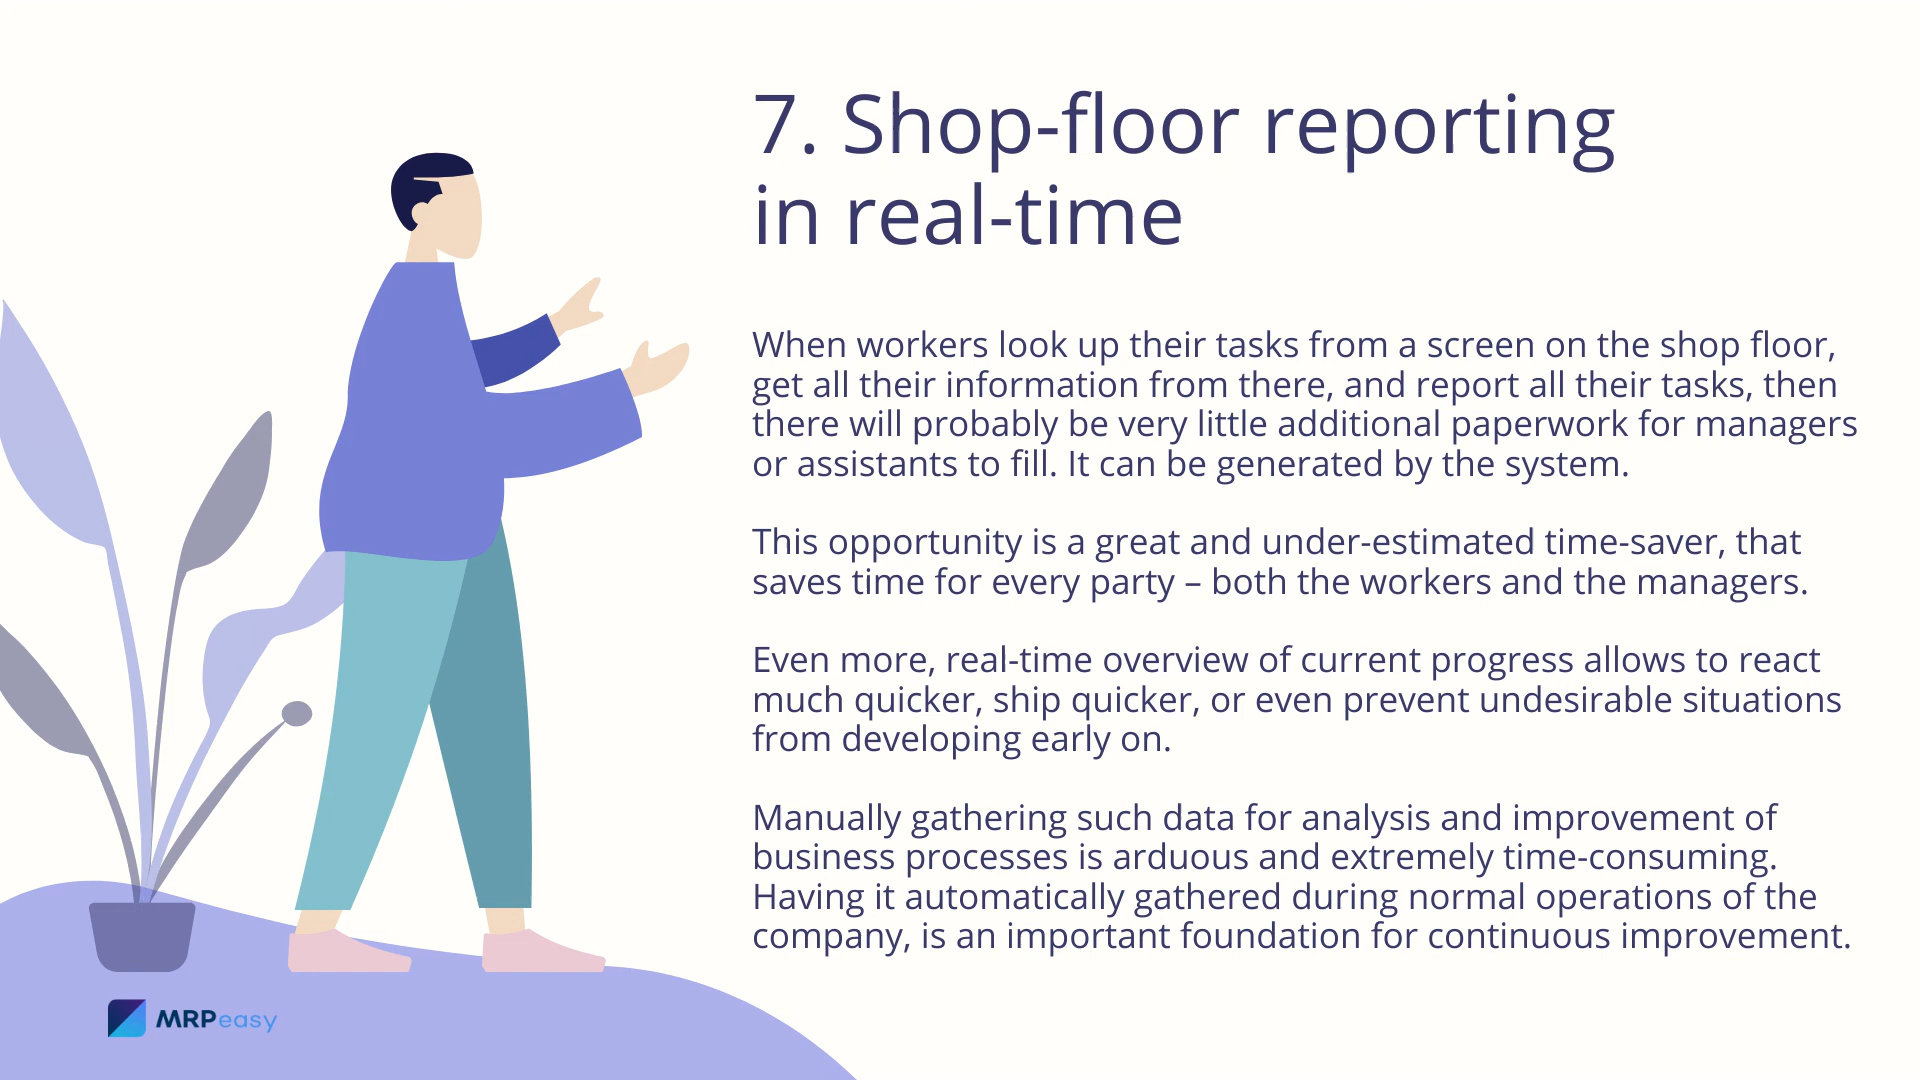 7. Shop-floor reporting
in real-time
When workers look up their tasks from a screen on the shop floor,
get all their information from there, and report all their tasks, then
there will probably be very little additional paperwork for managers
or assistants to fill. It can be generated by the system.
This opportunity is a great and under-estimated time-saver, that
saves time for every party – both the workers and the managers.
Even more, real-time overview of current progress allows to react
much quicker, ship quicker, or even prevent undesirable situations
from developing early on.
Manually gathering such data for analysis and improvement of
business processes is arduous and extremely time-consuming.
Having it automatically gathered during normal operations of the
company, is an important foundation for continuous improvement.
MRPeasy